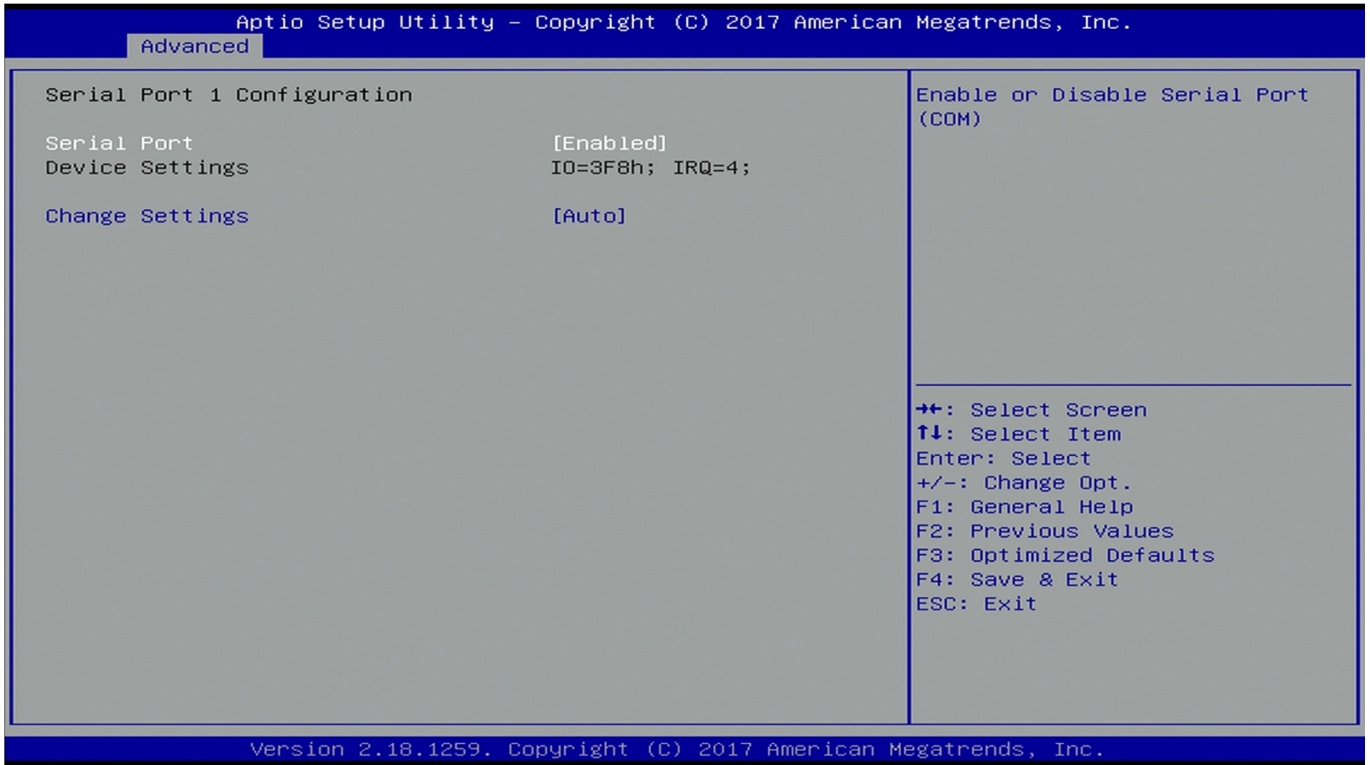 Aptio Setup Utility – Copyright (C) 2017 American Megatrends, Inc.
Advanced
Serial Port 1 Configuration
Serial Port [Enabled]
Device Settings IO=3F8h; IRQ=4;
Change Settings [Auto]
Enable or Disable Serial Port
(COM)
→←: Select Screen
↑↓: Select Item
Enter: Select
+/-: Change Opt.
F1: General Help
F2: Previous Values
F3: Optimized Defaults
F4: Save & Exit
ESC: Exit
Version 2.18.1259. Copyright (C) 2017 American Megatrends, Inc.